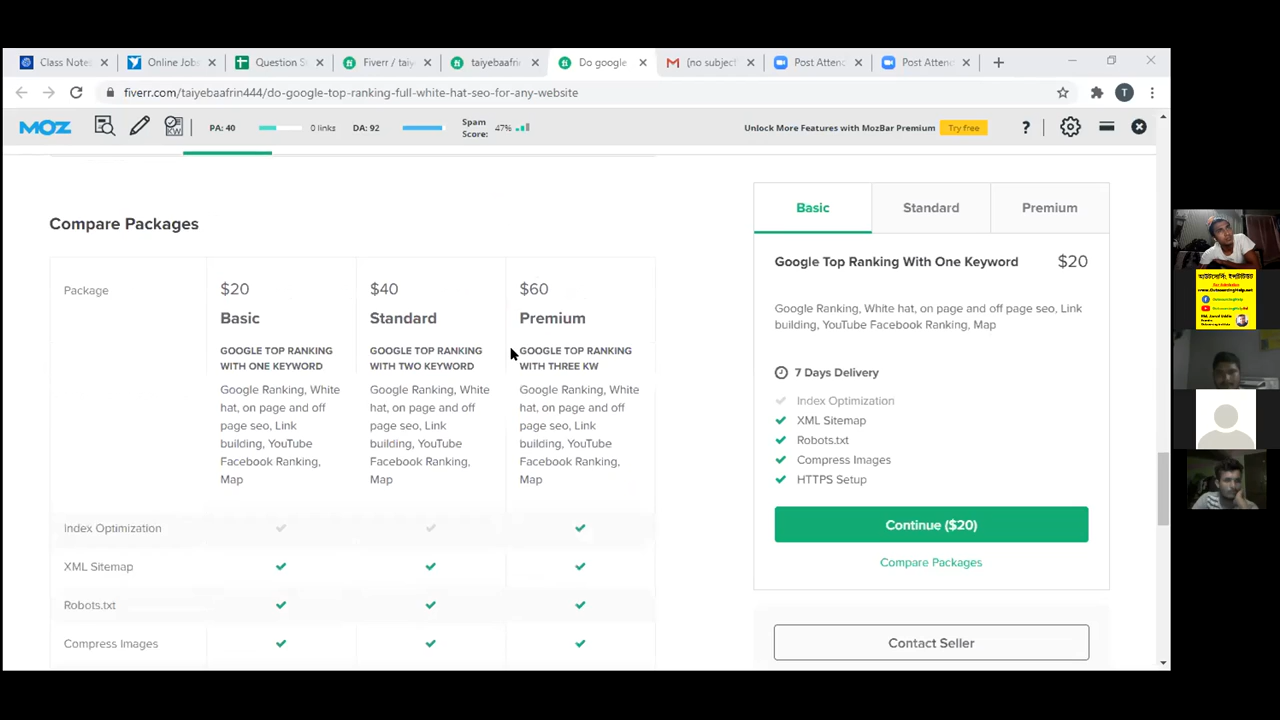 Class Note
Online Job
Question S
Fiverr / taiy
taiyebaafri
Do google
(no subject
Post Attend
Post Attend
fiverr.com/taiyebaafrin444/do-google-top-ranking-full-white-hat-seo-for-any-website
T
MOZ
KW
PA: 40
0 links
DA: 92
Spam
Score:
47%
Unlock More Features with MozBar Premium
Try free
?
Compare Packages
Package
$20
Basic
GOOGLE TOP RANKING
WITH ONE KEYWORD
Google Ranking, White
hat, on page and off
page seo, Link
building, YouTube
Facebook Ranking,
Map
$40
Standard
GOOGLE TOP RANKING
WITH TWO KEYWORD
Google Ranking, White
hat, on page and off
page seo, Link
building, YouTube
Facebook Ranking,
Map
$60
Premium
GOOGLE TOP RANKING
WITH THREE KW
Google Ranking, White
hat, on page and off
page seo, Link
building, YouTube
Facebook Ranking,
Map
Index Optimization
XML Sitemap
Robots.txt
Compress Images
Basic
Standard
Premium
Google Top Ranking With One Keyword
$20
Google Ranking, White hat, on page and off page seo, Link
building, YouTube Facebook Ranking, Map
7 Days Delivery
Index Optimization
XML Sitemap
Robots.txt
Compress Images
HTTPS Setup
Continue ($20)
Compare Packages
Contact Seller